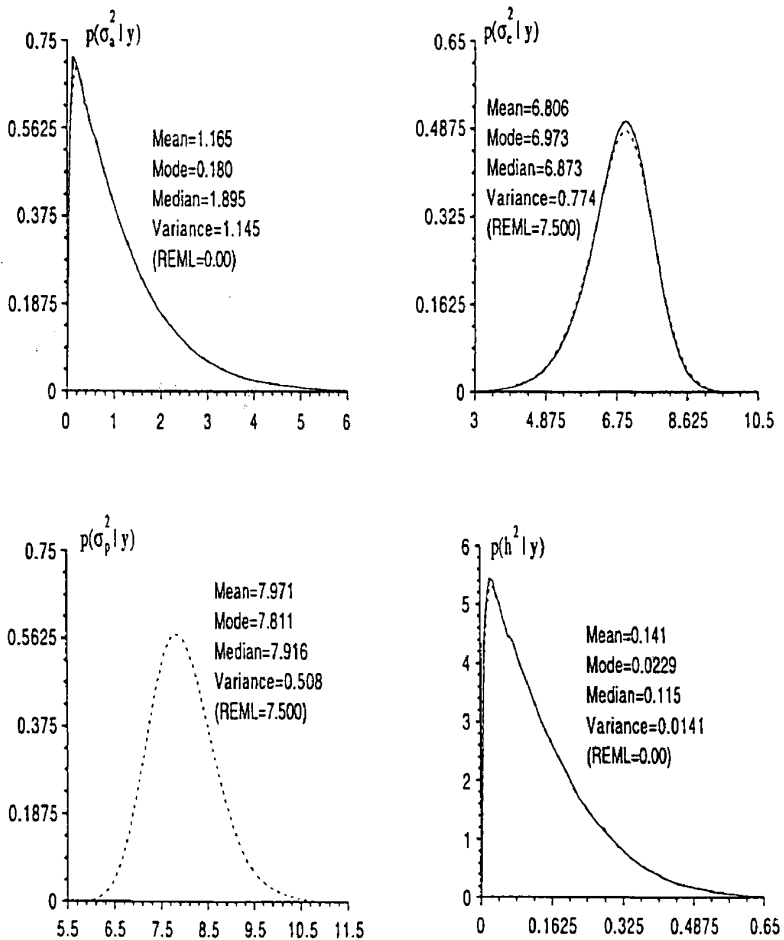 p(σ²ₐ|y)
0.75
0.5625
0.375
0.1875
0
Mean=1.165
Mode=0.180
Median=1.895
Variance=1.145
(REML=0.00)
0 1 2 3 4 5 6
p(σ²ₑ|y)
0.65
0.4875
0.325
0.1625
0
Mean=6.806
Mode=6.973
Median=6.873
Variance=0.774
(REML=7.500)
3 4.875 6.75 8.625 10.5
p(σ²ₚ|y)
0.75
0.5625
0.375
0.1875
0
Mean=7.971
Mode=7.811
Median=7.916
Variance=0.508
(REML=7.500)
5.5 6.5 7.5 8.5 9.5 10.5 11.5
p(h²|y)
6
5
4
3
2
1
0
Mean=0.141
Mode=0.0229
Median=0.115
Variance=0.0141
(REML=0.00)
0 0.1625 0.325 0.4875 0.65